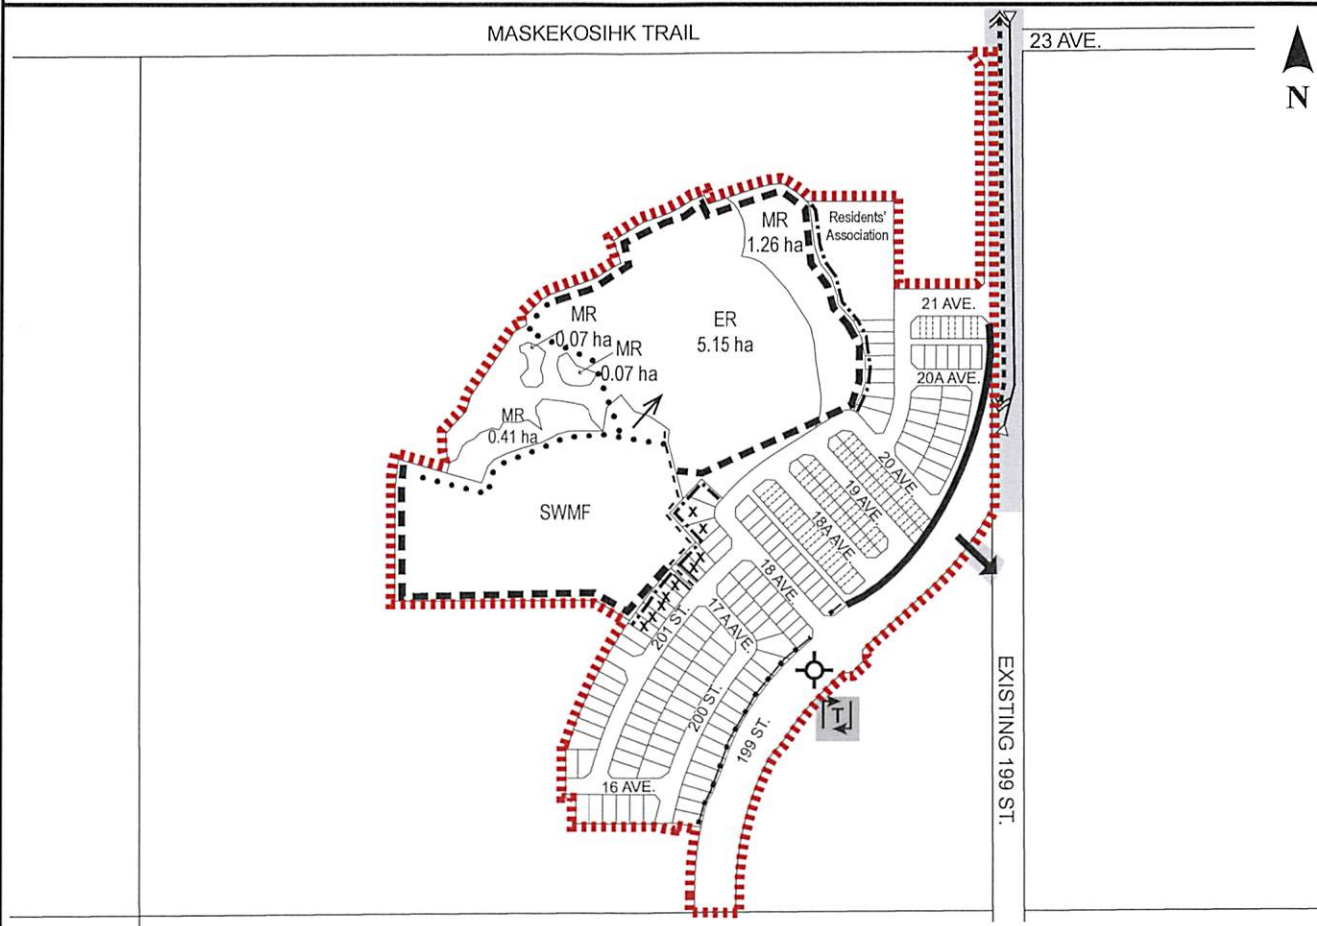 MASKEKOSIHK TRAIL
23 AVE.
N
MR
1.26 ha
Residents'
Association
21 AVE.
MR
0.07 ha
ER
5.15 ha
MR
0.07 ha
20A AVE.
MR
0.41 ha
20 AVE.
19 AVE.
SWMF
18A AVE.
18 AVE.
17A AVE.
201 ST.
200 ST.
199 ST.
T
EXISTING 199 ST.
16 AVE.